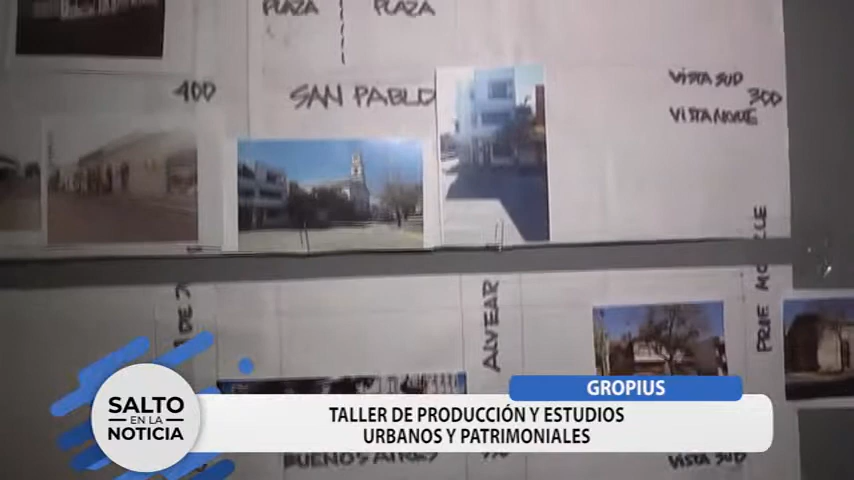 PLAZA
PLAZA
400
SAN PABLO
VISTA SUD
300
VISTA NORTE
ALVEAR
GROPIUS
SALTO
EN LA
NOTICIA
TALLER DE PRODUCCIÓN Y ESTUDIOS
URBANOS Y PATRIMONIALES
BUENOS AIRES
VISTA SUD